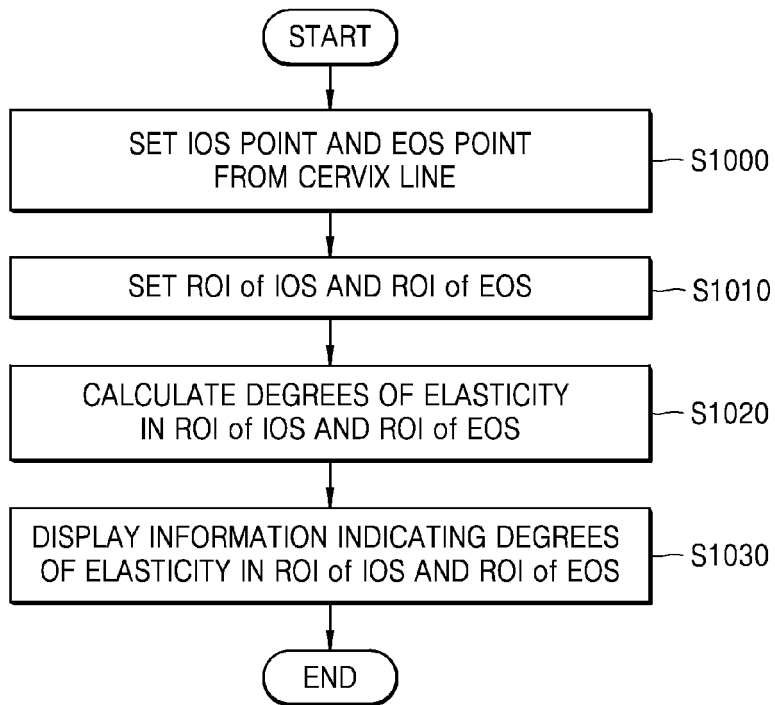 START
SET IOS POINT AND EOS POINT
FROM CERVIX LINE
S1000
SET ROI of IOS AND ROI of EOS
S1010
CALCULATE DEGREES OF ELASTICITY
IN ROI of IOS AND ROI of EOS
S1020
DISPLAY INFORMATION INDICATING DEGREES
OF ELASTICITY IN ROI of IOS AND ROI of EOS
S1030
END